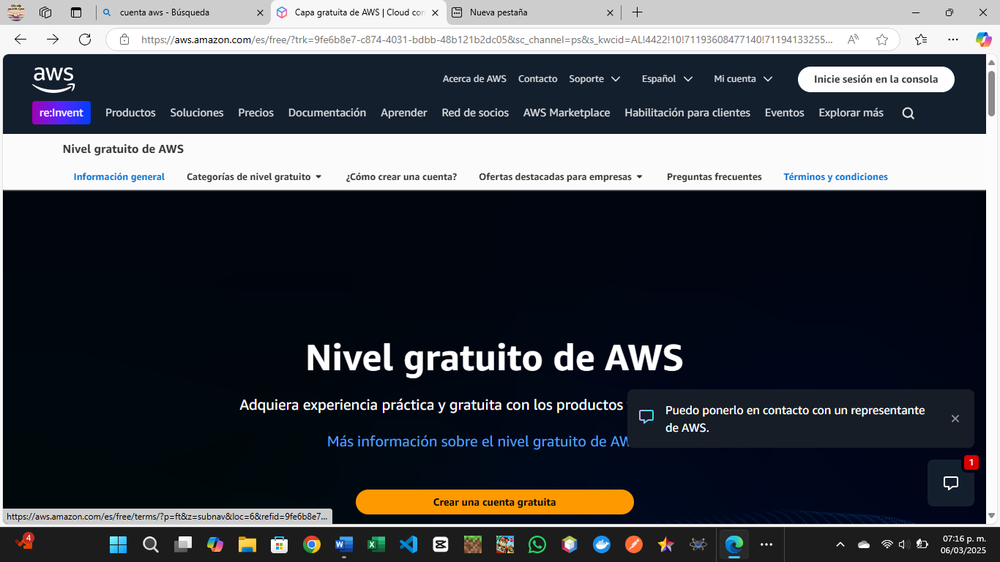 cuenta aws - Búsqueda
Capa gratuita de AWS | Cloud con
Nueva pestaña
https://aws.amazon.com/es/free/?trk=9fe6b8e7-c874-4031-bdbb-48b121b2dc05&sc_channel=ps&s_kwcid=AL!4422!10!71193608477140!71194133255...
aws
Acerca de AWS Contacto Soporte Español Mi cuenta Inicie sesión en la consola
re:Invent Productos Soluciones Precios Documentación Aprender Red de socios AWS Marketplace Habilitación para clientes Eventos Explorar más
Nivel gratuito de AWS
Información general Categorías de nivel gratuito ¿Cómo crear una cuenta? Ofertas destacadas para empresas Preguntas frecuentes Términos y condiciones
Nivel gratuito de AWS
Adquiera experiencia práctica y gratuita con los productos
Más información sobre el nivel gratuito de AW
Puedo ponerlo en contacto con un representante
de AWS.
1
Crear una cuenta gratuita
https://aws.amazon.com/es/free/terms/?p=ft&z=subnav&loc=6&refid=9fe6b8e7...
4
07:16 p. m.
06/03/2025